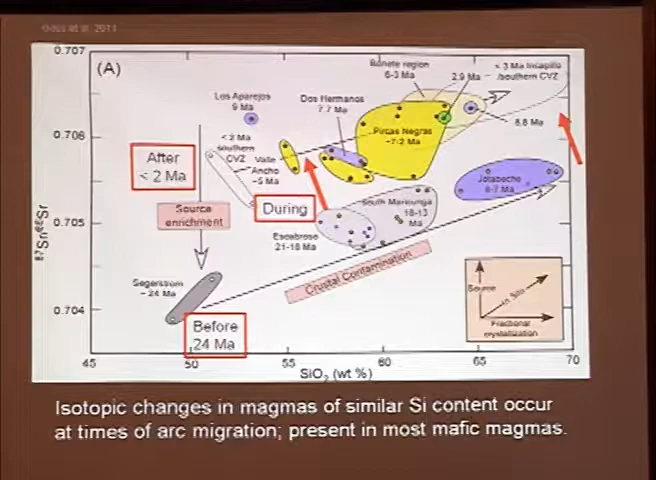 2011
(A)
0.707
0.706
0.705
0.704
87Sr/86Sr
45
50
55
60
65
70
SiO2 (wt %)
Bonete region
6-3 Ma
2.9 Ma
< 3 Ma Incapillo
/southern CVZ
Los Aparejos
9 Ma
Dos Hermanos
7.7 Ma
Pircas Negras
~7-2 Ma
8.8 Ma
After
< 2 Ma
< 2 Ma
southern
CVZ
Valle
Ancho
~5 Ma
Jotabeche
8-7 Ma
Source
enrichment
During
South Maricunga
18-13
Ma
Escabroso
21-18 Ma
Segerstrom
~ 24 Ma
Crustal Contamination
Before
24 Ma
Source
In Situ
Fractional
crystallization
Isotopic changes in magmas of similar Si content occur
at times of arc migration; present in most mafic magmas.